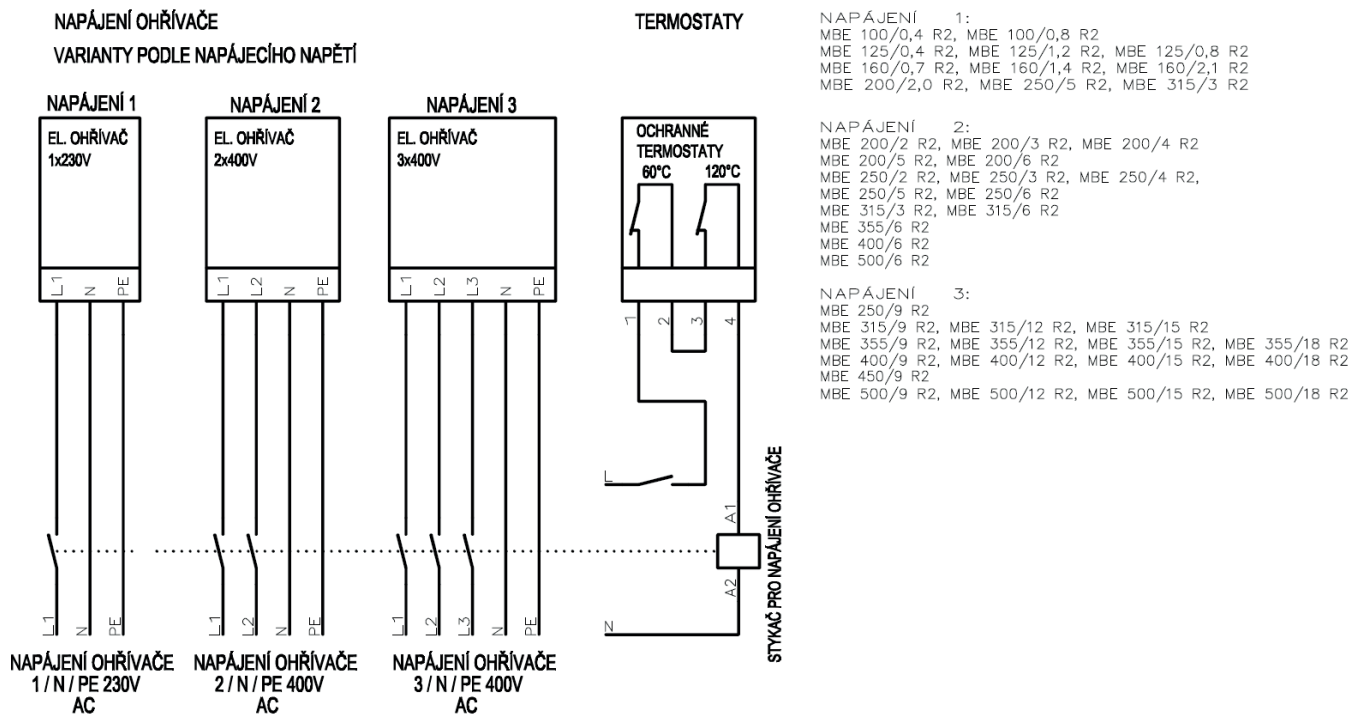 NAPÁJENÍ OHŘÍVAČE
VARIANTY PODLE NAPÁJECÍHO NAPĚTÍ
NAPÁJENÍ 1
EL. OHŘÍVAČ
1x230V
L1 N PE
L1 N PE
NAPÁJENÍ OHŘÍVAČE
1 / N / PE 230V
AC
NAPÁJENÍ 2
EL. OHŘÍVAČ
2x400V
L1 L2 N PE
L1 L2 N PE
NAPÁJENÍ OHŘÍVAČE
2 / N / PE 400V
AC
NAPÁJENÍ 3
EL. OHŘÍVAČ
3x400V
L1 L2 L3 N PE
L1 L2 L3 N PE
NAPÁJENÍ OHŘÍVAČE
3 / N / PE 400V
AC
TERMOSTATY
OCHRANNÉ
TERMOSTATY
60°C 120°C
1 2 3 4
L
A1
A2
N
STYKAČ PRO NAPÁJENÍ OHŘÍVAČE
NAPÁJENÍ 1:
MBE 100/0,4 R2, MBE 100/0,8 R2
MBE 125/0,4 R2, MBE 125/1,2 R2, MBE 125/0,8 R2
MBE 160/0,7 R2, MBE 160/1,4 R2, MBE 160/2,1 R2
MBE 200/2,0 R2, MBE 250/5 R2, MBE 315/3 R2
NAPÁJENÍ 2:
MBE 200/2 R2, MBE 200/3 R2, MBE 200/4 R2
MBE 200/5 R2, MBE 200/6 R2
MBE 250/2 R2, MBE 250/3 R2, MBE 250/4 R2,
MBE 250/5 R2, MBE 250/6 R2
MBE 315/3 R2, MBE 315/6 R2
MBE 355/6 R2
MBE 400/6 R2
MBE 500/6 R2
NAPÁJENÍ 3:
MBE 250/9 R2
MBE 315/9 R2, MBE 315/12 R2, MBE 315/15 R2
MBE 355/9 R2, MBE 355/12 R2, MBE 355/15 R2, MBE 355/18 R2
MBE 400/9 R2, MBE 400/12 R2, MBE 400/15 R2, MBE 400/18 R2
MBE 450/9 R2
MBE 500/9 R2, MBE 500/12 R2, MBE 500/15 R2, MBE 500/18 R2